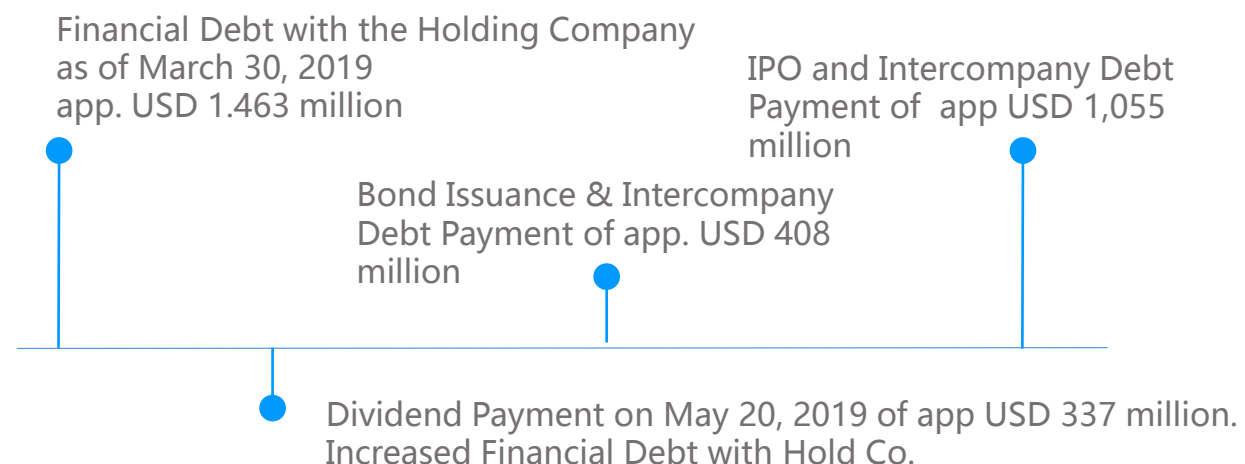 Financial Debt with the Holding Company
as of March 30, 2019
app. USD 1.463 million
IPO and Intercompany Debt
Payment of  app USD 1,055
million
Bond Issuance & Intercompany
Debt Payment of app. USD 408
million
Dividend Payment on May 20, 2019 of app USD 337 million.
Increased Financial Debt with Hold Co.